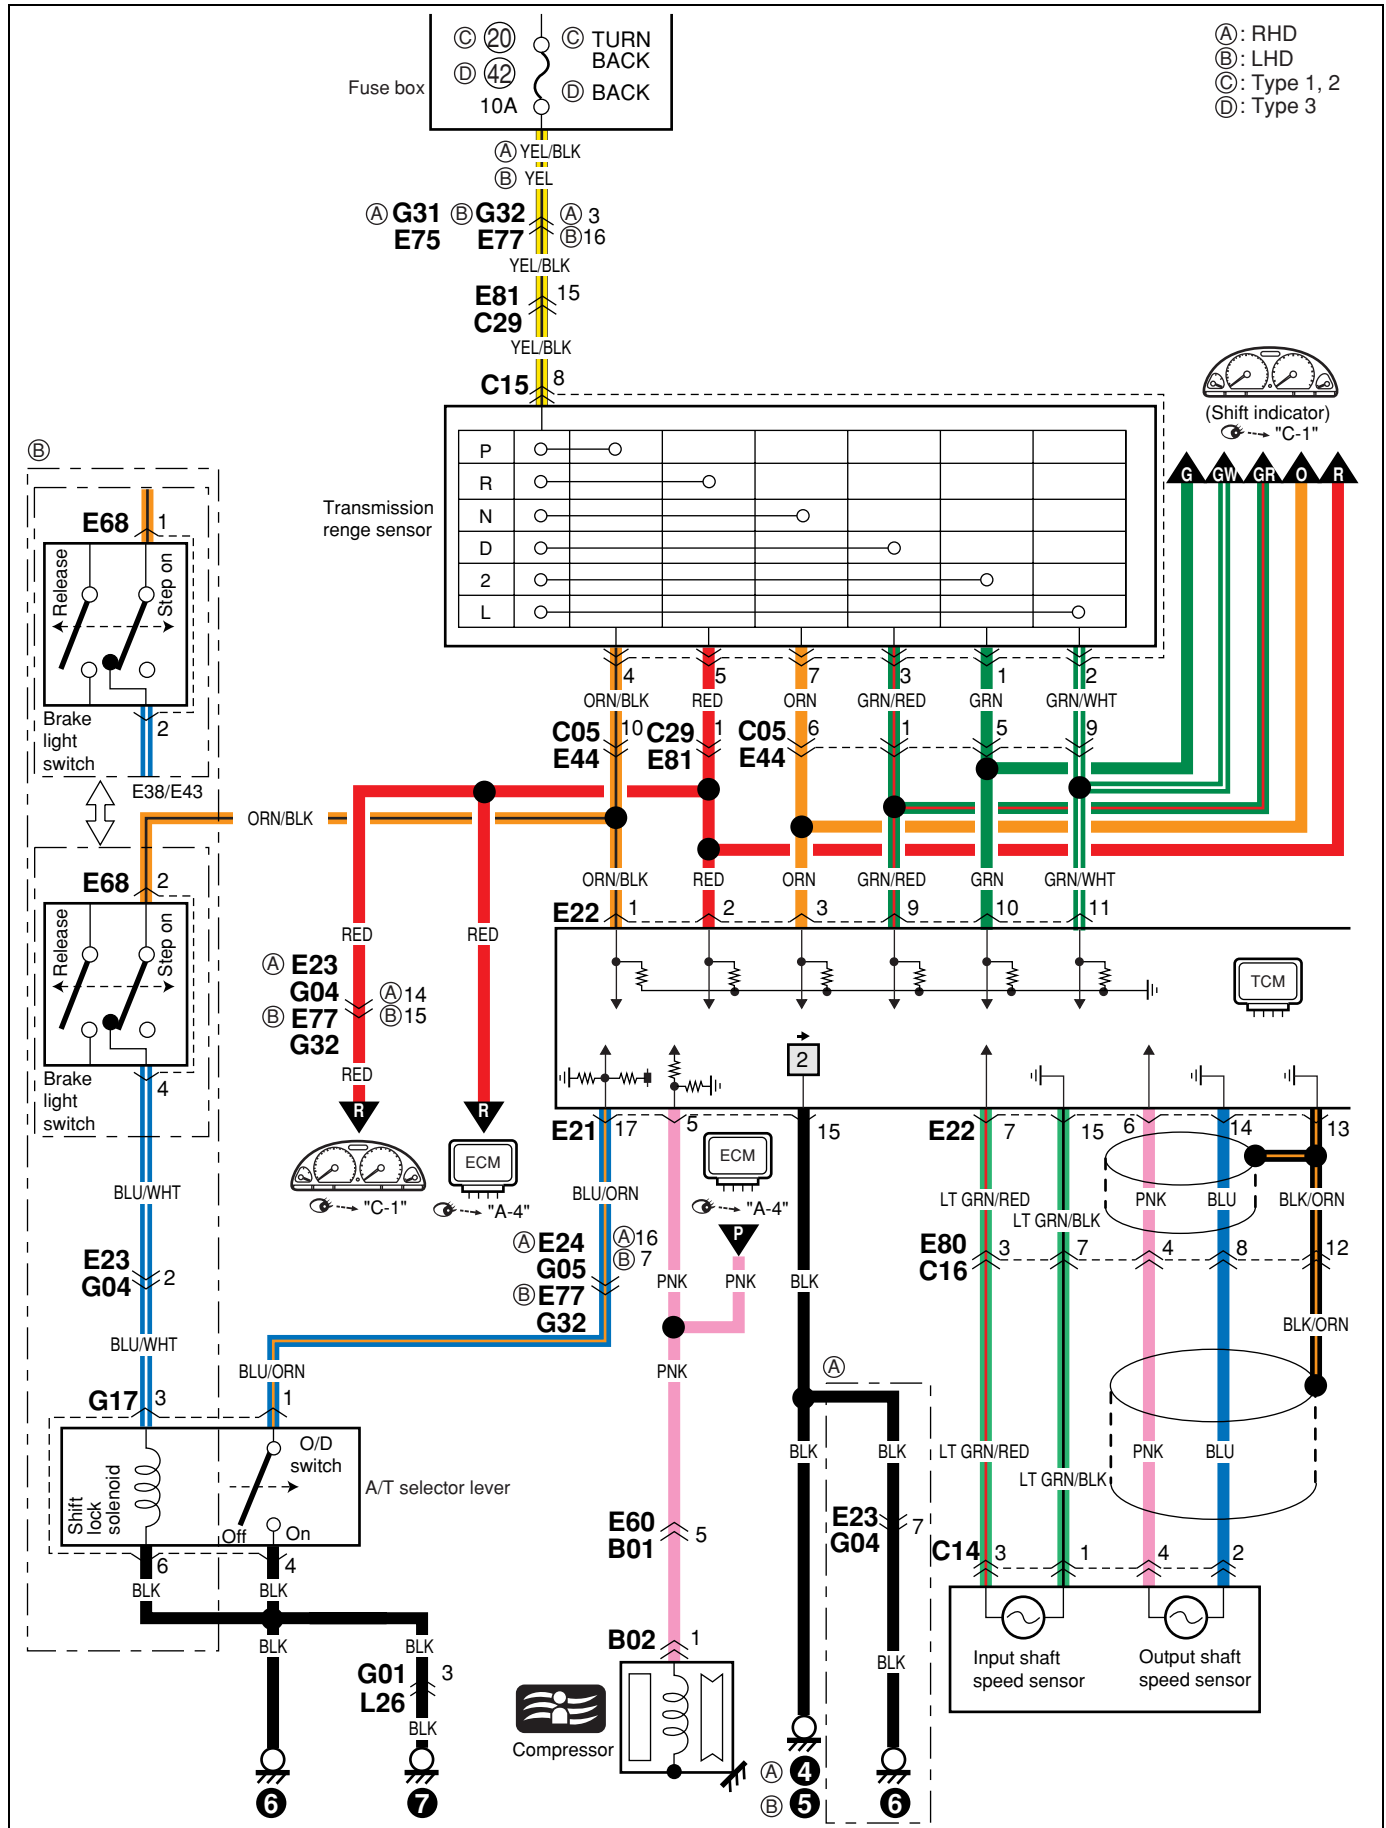 Ⓒ ⑳ Ⓒ TURN BACK
Ⓓ ㊷ Ⓓ BACK
10A
Fuse box
Ⓐ: RHD
Ⓑ: LHD
Ⓒ: Type 1, 2
Ⓓ: Type 3
Ⓐ YEL/BLK
Ⓑ YEL
Ⓐ G31 Ⓑ G32 Ⓐ 3
E75 E77 Ⓑ16
YEL/BLK
E81 15
C29
YEL/BLK
C15 8
(Shift indicator)
"C-1"
G GW GR O R
Transmission
renge sensor
P
R
N
D
2
L
4 5 7 3 1 2
ORN/BLK RED ORN GRN/RED GRN GRN/WHT
C05 10 C29 1 C05 6 1 5 9
E44 E81 E44
Ⓑ
E68 1
Release
Step on
Brake
light
switch
2
E38/E43
ORN/BLK
E68 2
Release
Step on
Brake
light
switch
4
ORN/BLK RED ORN GRN/RED GRN GRN/WHT
E22 1 2 3 9 10 11
TCM
2
RED RED
Ⓐ E23
G04 Ⓐ14
Ⓑ E77 Ⓑ15
G32
RED
R R
ECM
"C-1" "A-4"
E21 17 5 15
ECM
"A-4"
P
E22 7 15 6 14 13
BLU/WHT
BLU/ORN
LT GRN/RED PNK BLU BLK/ORN
LT GRN/BLK
Ⓐ E24 Ⓐ16
G05 Ⓑ 7
Ⓑ E77
G32
E80 3 7 4 8 12
C16
E23
G04 2
PNK PNK BLK
BLK/ORN
BLU/WHT
BLU/ORN
PNK
Ⓐ
G17 3 1
O/D
switch
Shift
lock
solenoid
Off On
A/T selector lever
6 4
BLK BLK
BLK BLK
G01 3
L26
BLK
6 7
BLK BLK
LT GRN/RED PNK BLU
LT GRN/BLK
E60 5
B01
E23 7
G04
C14 3 1 4 2
B02 1
BLK
Compressor
Input shaft
speed sensor
Output shaft
speed sensor
Ⓐ 4
Ⓑ 5
6